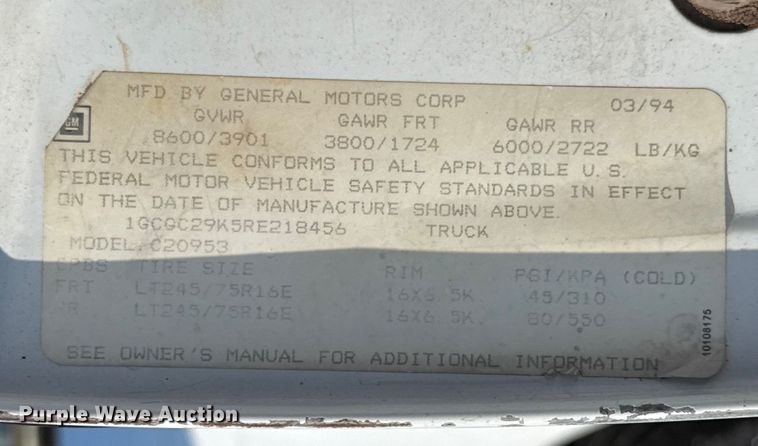 MFD BY GENERAL MOTORS CORP 03/94
GVWR GAWR FRT GAWR RR
GM 8600/3901 3800/1724 6000/2722 LB/KG
THIS VEHICLE CONFORMS TO ALL APPLICABLE U.S.
FEDERAL MOTOR VEHICLE SAFETY STANDARDS IN EFFECT
ON THE DATE OF MANUFACTURE SHOWN ABOVE.
1GCGC29K5RE218456 TRUCK
MODEL: C20953
CPBS TIRE SIZE RIM PSI/KPA (COLD)
FRT LT245/75R16E 16X6.5K 45/310
RR LT245/75R16E 16X6.5K 80/550
SEE OWNER'S MANUAL FOR ADDITIONAL INFORMATION
10108175
Purple Wave Auction